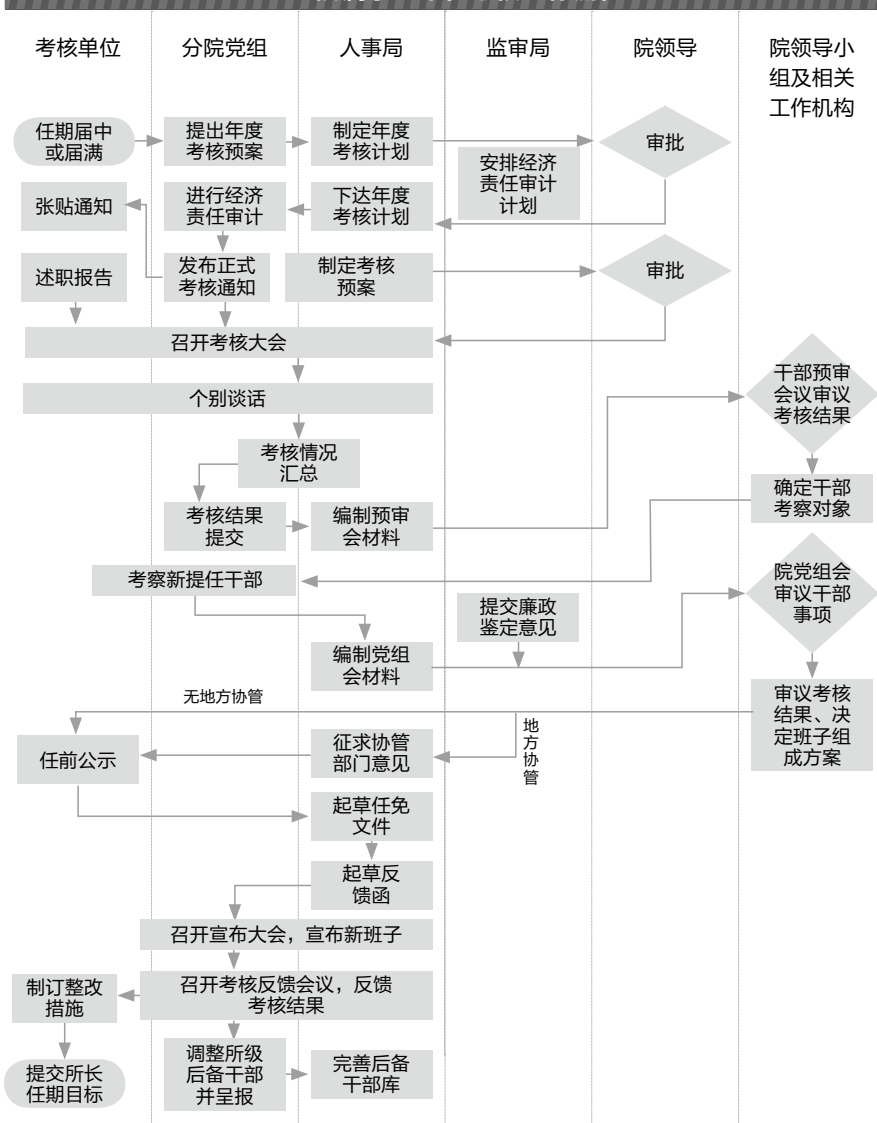 考核单位
分院党组
人事局
监审局
院领导
院领导小
组及相关
工作机构
任期届中
或届满
提出年度
考核预案
制定年度
考核计划
审批
安排经济
责任审计
计划
张贴通知
进行经济
责任审计
下达年度
考核计划
述职报告
发布正式
考核通知
制定考核
预案
审批
召开考核大会
个别谈话
干部预审
会议审议
考核结果
考核情况
汇总
确定干部
考察对象
考核结果
提交
编制预审
会材料
考察新提任干部
院党组会
审议干部
事项
提交廉政
鉴定意见
编制党组
会材料
审议考核
结果、决
定班子组
成方案
无地方协管
地方协管
任前公示
征求协管
部门意见
起草任免
文件
起草反
馈函
召开宣布大会，宣布新班子
制订整改
措施
召开考核反馈会议，反馈
考核结果
提交所长
任期目标
调整所级
后备干部
并呈报
完善后备
干部库